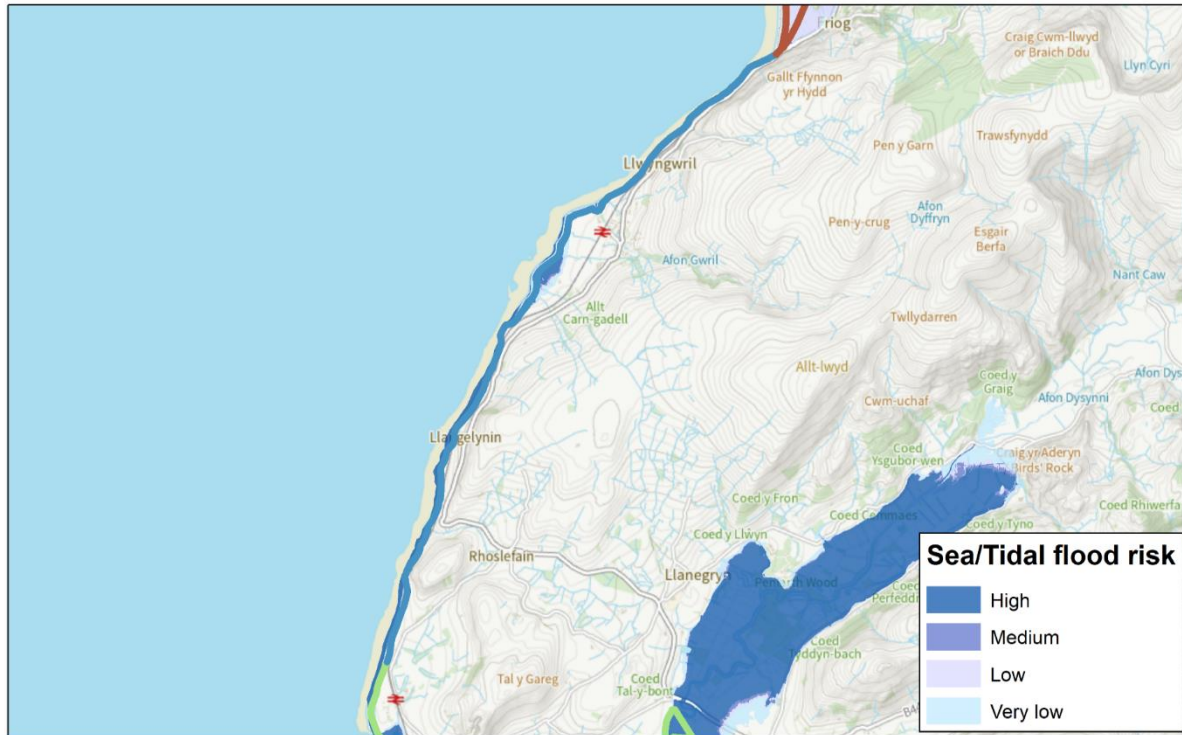 Friog
Craig Cwm-llwyd
or Braich Ddu
Llyn Cyri
Gallt Ffynnon
yr Hydd
Trawsfynydd
Pen y Garn
Llwyngwril
Afon
Dyffryn
Pen-y-crug
Esgair
Berfa
Afon Gwril
Nant Caw
Allt
Carn-gadell
Twllydarren
Allt-lwyd
Coed y
Graig
Afon Dysynni
Afon Dys
Cwm-uchaf
Coed
Llangelynin
Coed
Ysgubor-wen
Craig yr Aderyn
Birds' Rock
Coed y Fron
Coed Cemmaes
Coed y Tyno
Coed Rhiwerfa
Coed y Llwyn
Rhoslefain
Llanegryn
Penarth Wood
Coed
Perfeddn
Coed
Tyddyn-bach
Tal y Gareg
Coed
Tal-y-bont
Sea/Tidal flood risk
High
Medium
Low
Very low